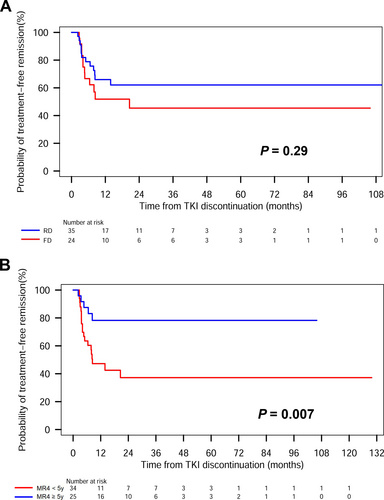 A
Probability of treatment−free remission(%)
100
80
60
40
20
0
P = 0.29
0 12 24 36 48 60 72 84 96 108
Time from TKI discontinuation (months)
Number at risk
RD 35 17 11 7 3 3 2 1 1 1
FD 24 10 6 6 3 3 1 1 1 0
B
Probability of treatment−free remission(%)
100
80
60
40
20
0
P = 0.007
0 12 24 36 48 60 72 84 96 108 120 132
Time from TKI discontinuation (months)
Number at risk
MR4 < 5y 34 11 7 7 3 3 1 1 1 1 1
MR4 ≥ 5y 25 16 10 6 3 3 2 1 1 0 0